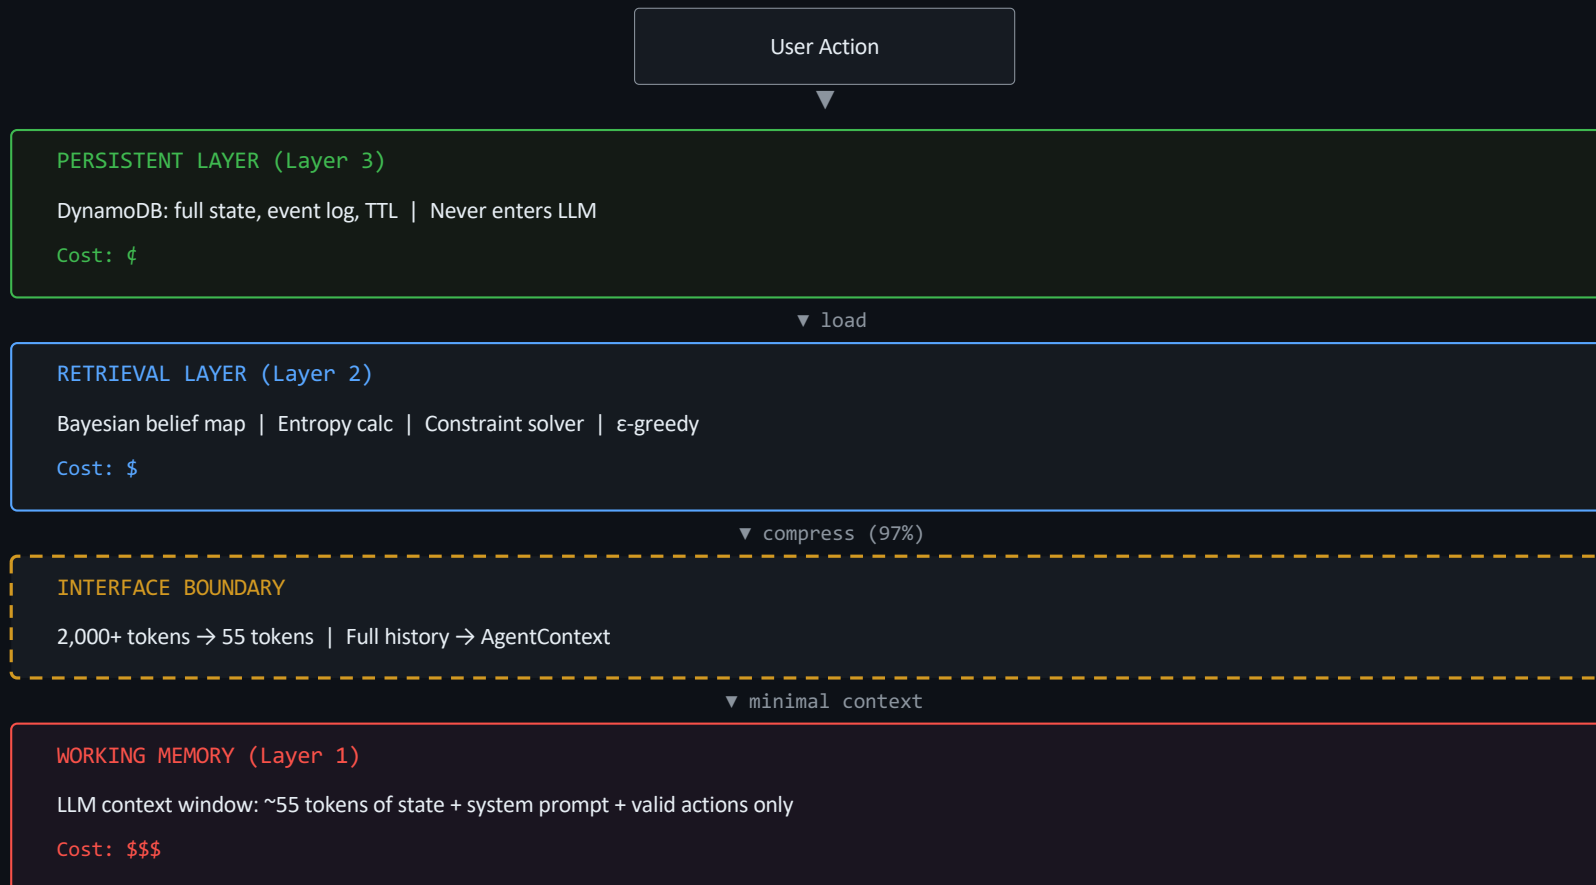 User Action
▼
PERSISTENT LAYER (Layer 3)
DynamoDB: full state, event log, TTL | Never enters LLM
Cost: ¢
▼ load
RETRIEVAL LAYER (Layer 2)
Bayesian belief map | Entropy calc | Constraint solver | ε-greedy
Cost: $
▼ compress (97%)
INTERFACE BOUNDARY
2,000+ tokens → 55 tokens | Full history → AgentContext
▼ minimal context
WORKING MEMORY (Layer 1)
LLM context window: ~55 tokens of state + system prompt + valid actions only
Cost: $$$